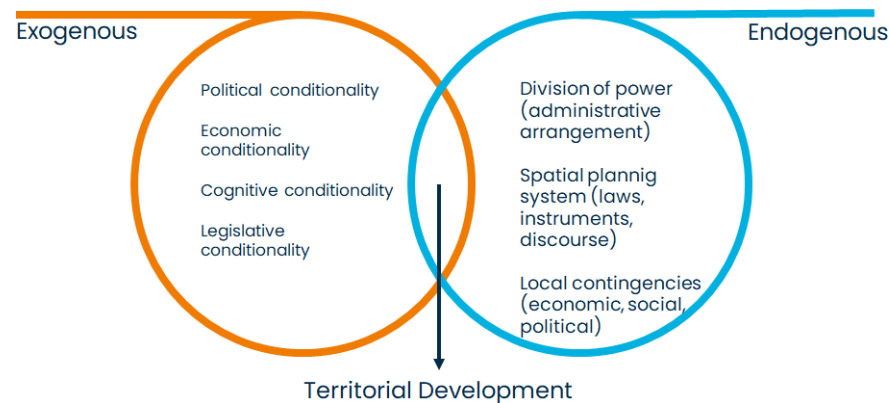 Exogenous
Endogenous
Political conditionality
Economic
conditionality
Cognitive conditionality
Legislative
conditionality
Division of power
(administrative
arrangement)
Spatial plannig
system (laws,
instruments,
discourse)
Local contingencies
(economic, social,
political)
Territorial Development